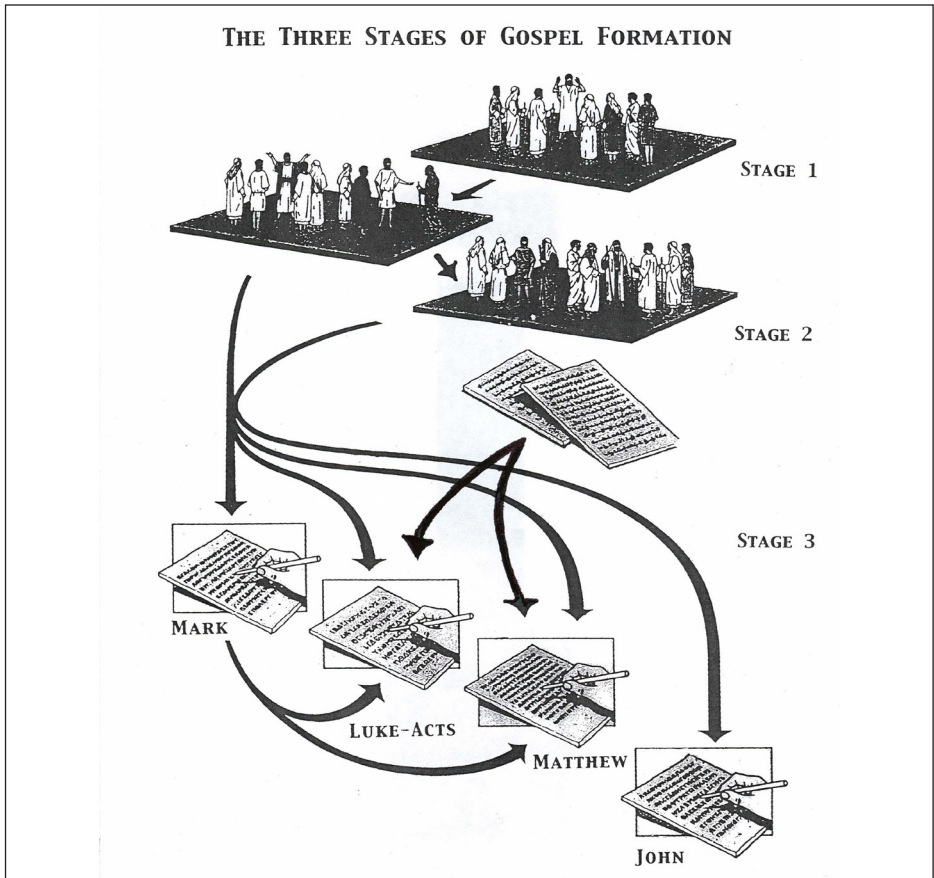 THE THREE STAGES OF GOSPEL FORMATION
STAGE 1
STAGE 2
STAGE 3
MARK
LUKE-ACTS
MATTHEW
JOHN